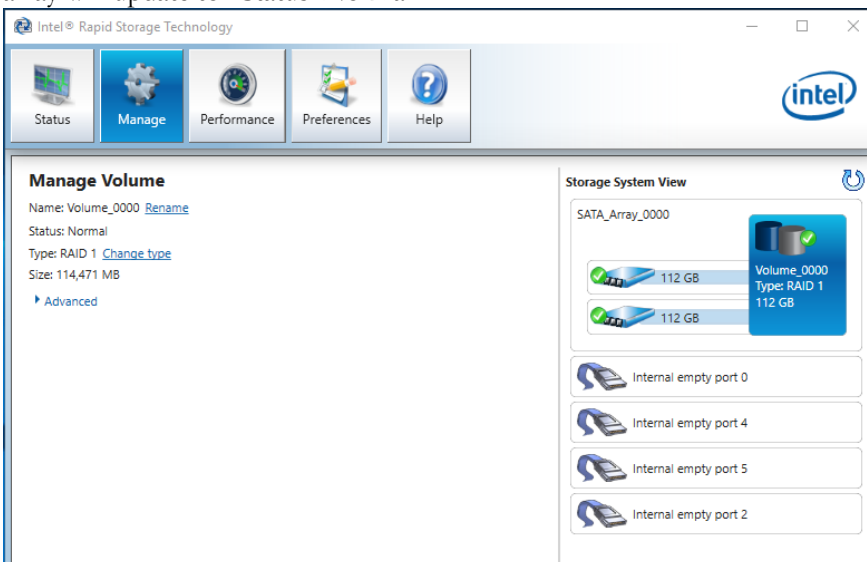 Intel® Rapid Storage Technology
Status
Manage
Performance
Preferences
Help
intel
Manage Volume
Name: Volume_0000 Rename
Status: Normal
Type: RAID 1 Change type
Size: 114,471 MB
Advanced
Storage System View
SATA_Array_0000
112 GB
112 GB
Volume_0000
Type: RAID 1
112 GB
Internal empty port 0
Internal empty port 4
Internal empty port 5
Internal empty port 2